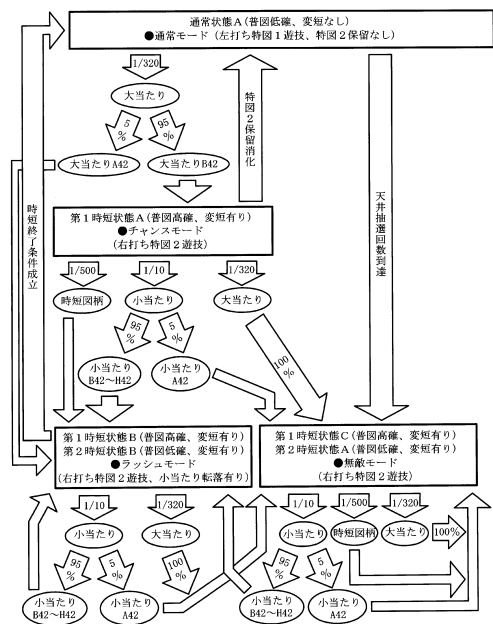 通常状態A(普図低確、変短なし)
●通常モード(左打ち特図1遊技、特図2保留なし)
1/320
大当たり
5%
95%
大当たりA42
大当たりB42
特図2保留消化
天井抽選回数到達
時短終了条件成立
第1時短状態A(普図高確、変短有り)
●チャンスモード
(右打ち特図2遊技)
1/500
1/10
1/320
時短図柄
小当たり
大当たり
95%
5%
100%
小当たり
B42～H42
小当たり
A42
第1時短状態B(普図高確、変短有り)
第2時短状態B(普図低確、変短有り)
●ラッシュモード
(右打ち特図2遊技、小当たり転落有り)
第1時短状態C(普図高確、変短有り)
第2時短状態A(普図低確、変短有り)
●無敵モード
(右打ち特図2遊技)
1/10
1/320
小当たり
大当たり
95%
5%
100%
小当たり
B42～H42
小当たり
A42
1/10
1/500
1/320
小当たり
時短図柄
大当たり
100%
95%
5%
小当たり
B42～H42
小当たり
A42